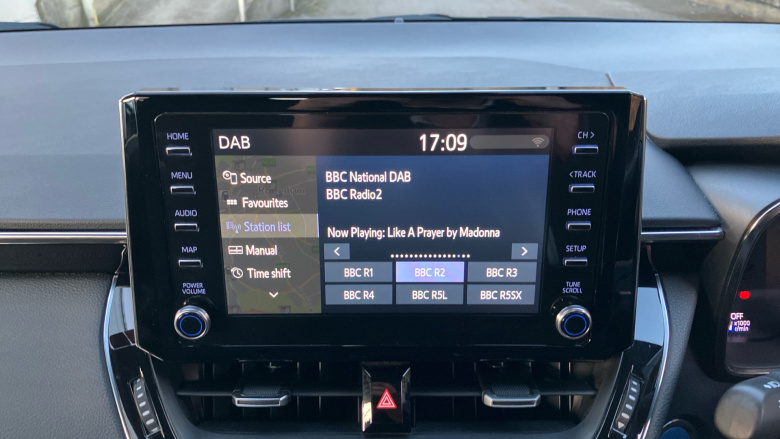 DAB 17:09
HOME
MENU
AUDIO
MAP
POWER
VOLUME
Source
Favourites
Station list
Manual
Time shift
BBC National DAB
BBC Radio2
Now Playing: Like A Prayer by Madonna
< >
BBC R1 BBC R2 BBC R3
BBC R4 BBC R5L BBC R5SX
CH >
< TRACK
PHONE
SETUP
TUNE
SCROLL
OFF
x1000
r/min